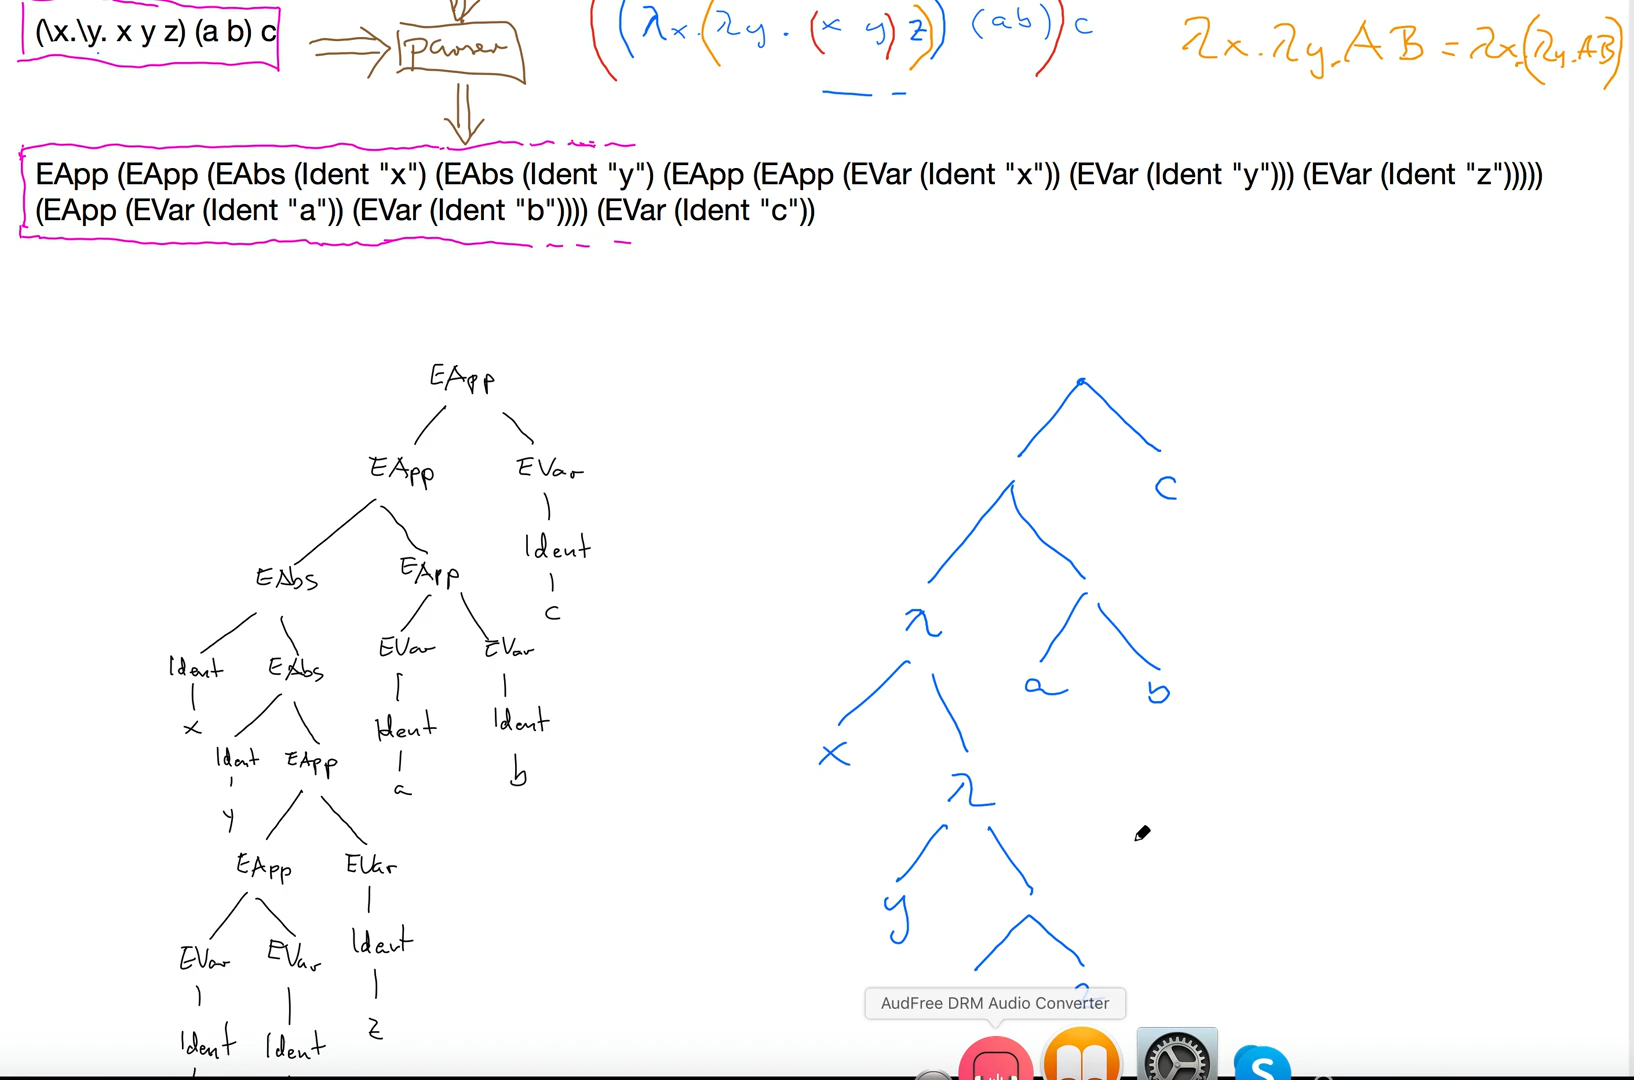 (\x.\y. x y z) (a b) c
parser
((λx.(λy. (x y) z)) (ab)) c
λx.λy.AB = λx.(λy.AB)
EApp (EApp (EAbs (Ident "x") (EAbs (Ident "y") (EApp (EApp (EVar (Ident "x")) (EVar (Ident "y"))) (EVar (Ident "z")))))
(EApp (EVar (Ident "a")) (EVar (Ident "b")))) (EVar (Ident "c"))
EApp
EApp EVar
Ident
EAbs EApp
c
Ident EAbs EVar EVar
x
Ident EApp Ident Ident
y a b
EApp EVar
EVar EVar Ident
z
Ident Ident
c
λ
a b
x
λ
y
z
AudFree DRM Audio Converter
S